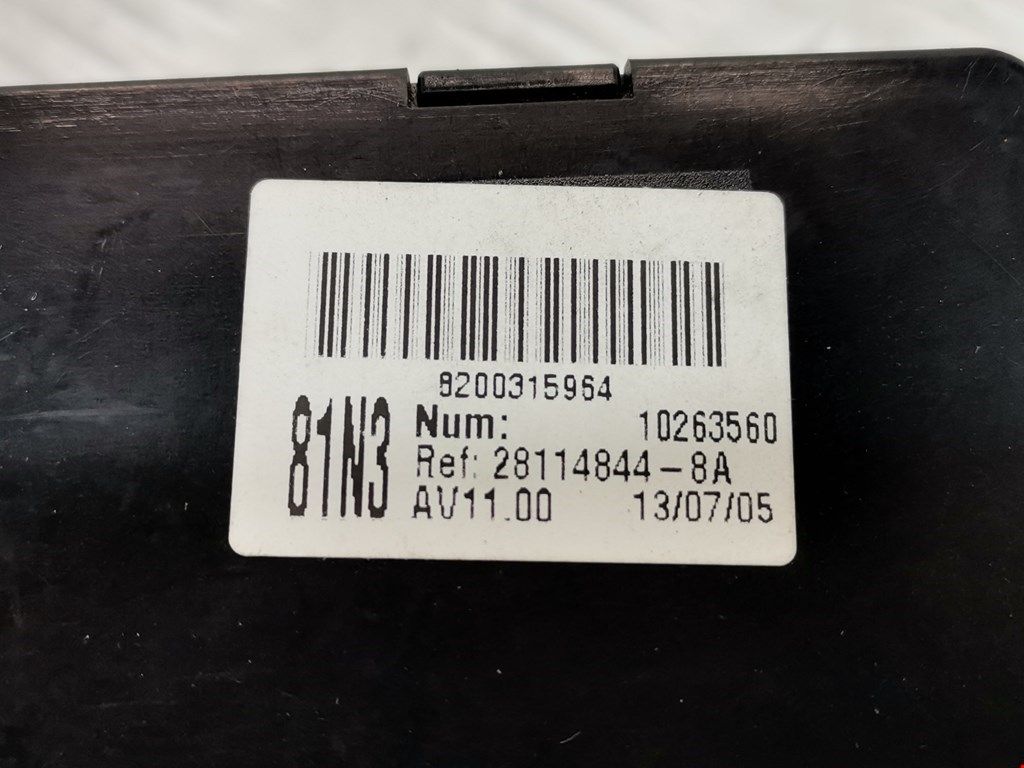 8200315964
81N3
Num: 10263560
Ref: 28114844-8A
AV11.00 13/07/05